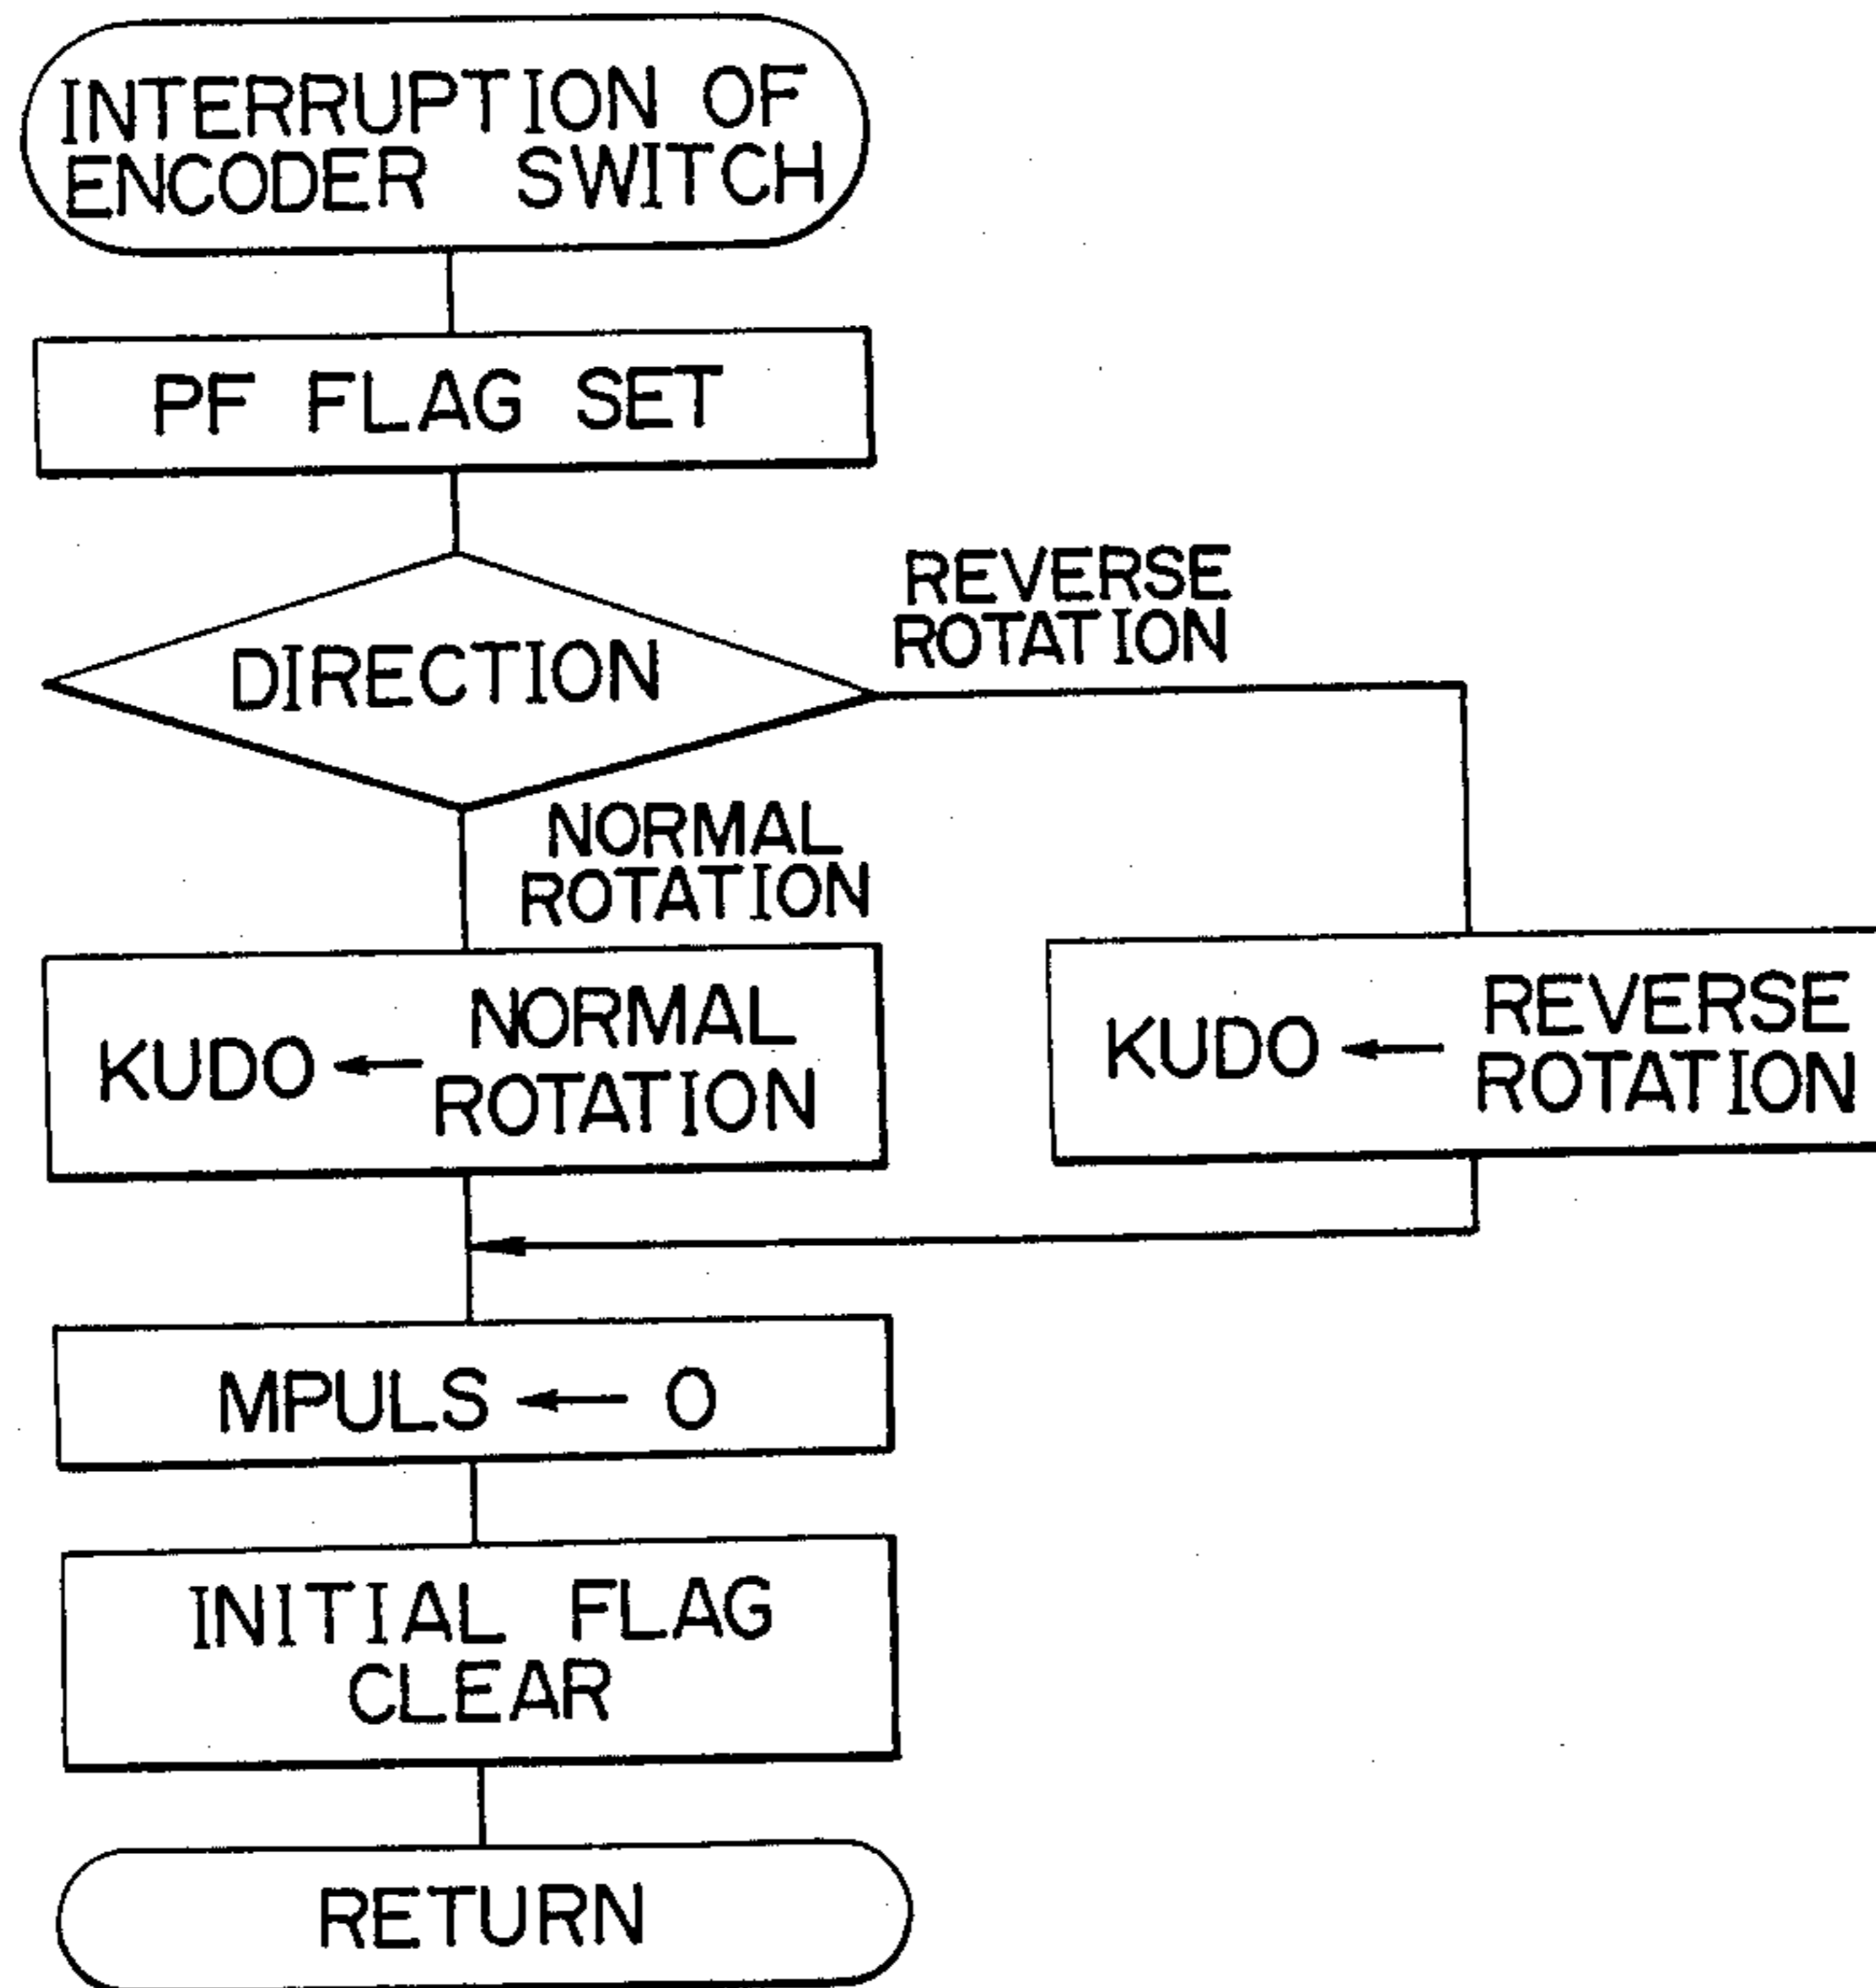 INTERRUPTION OF
ENCODER SWITCH
PF FLAG SET
DIRECTION
REVERSE
ROTATION
NORMAL
ROTATION
KUDO ← NORMAL
ROTATION
KUDO ← REVERSE
ROTATION
MPULS ← 0
INITIAL FLAG
CLEAR
RETURN